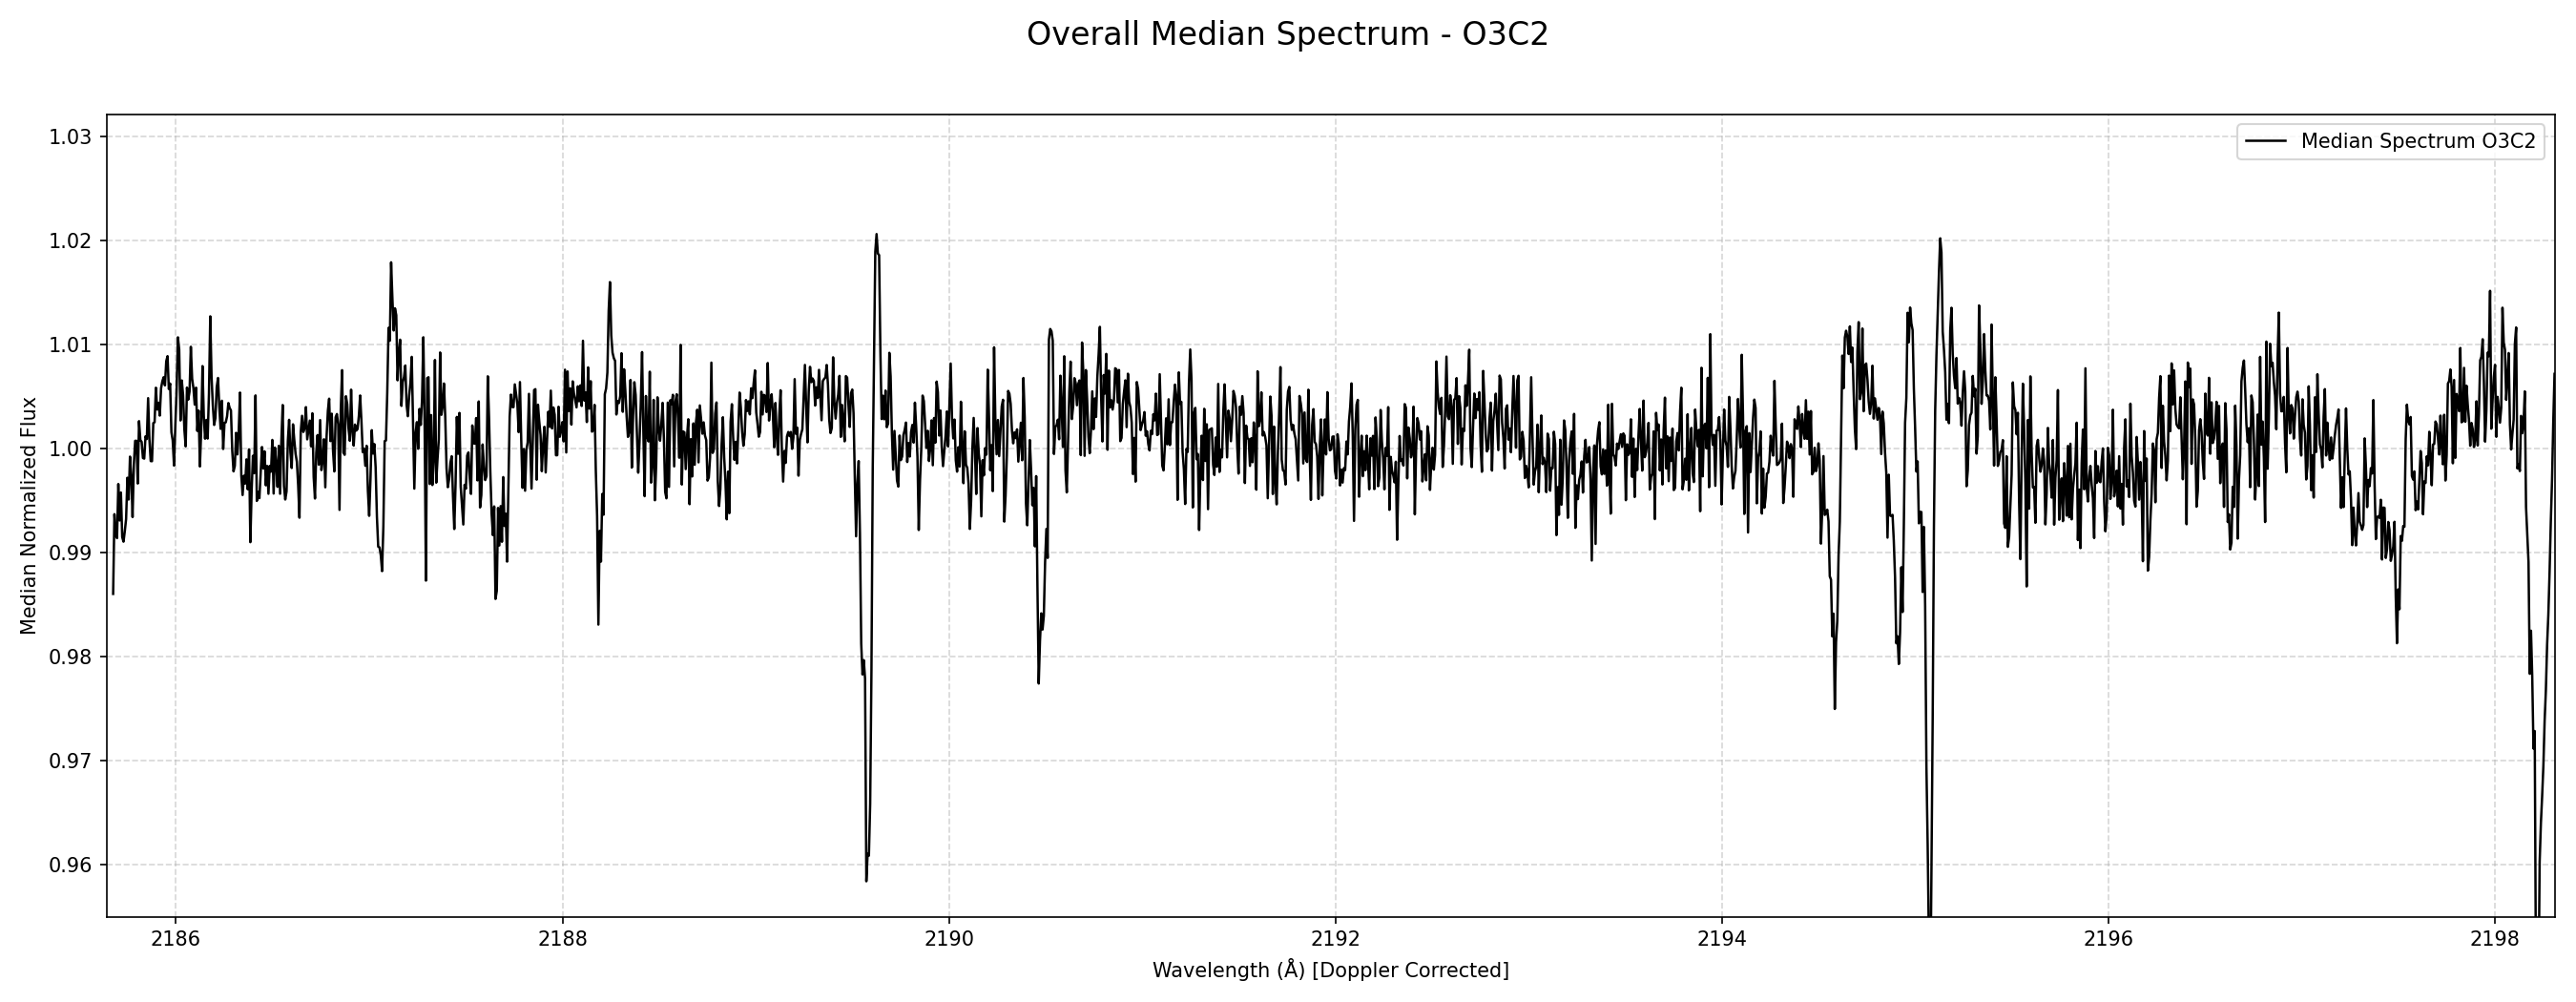 Overall Median Spectrum - O3C2
Median Spectrum O3C2
Median Normalized Flux
1.03
1.02
1.01
1.00
0.99
0.98
0.97
0.96
2186 2188 2190 2192 2194 2196 2198
Wavelength (Å) [Doppler Corrected]